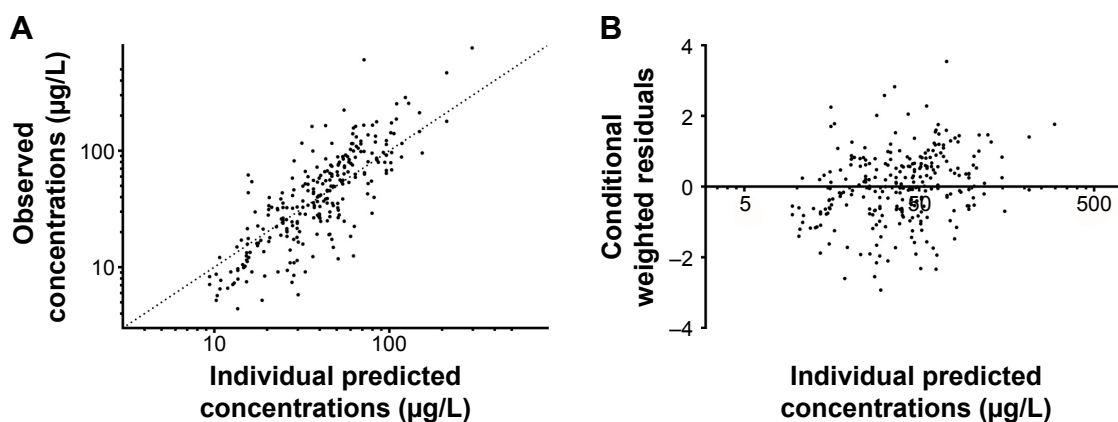 A
Observed
concentrations (µg/L)
100
10
10
100
Individual predicted
concentrations (µg/L)
B
Conditional
weighted residuals
4
2
0
–2
–4
5
50
500
Individual predicted
concentrations (µg/L)